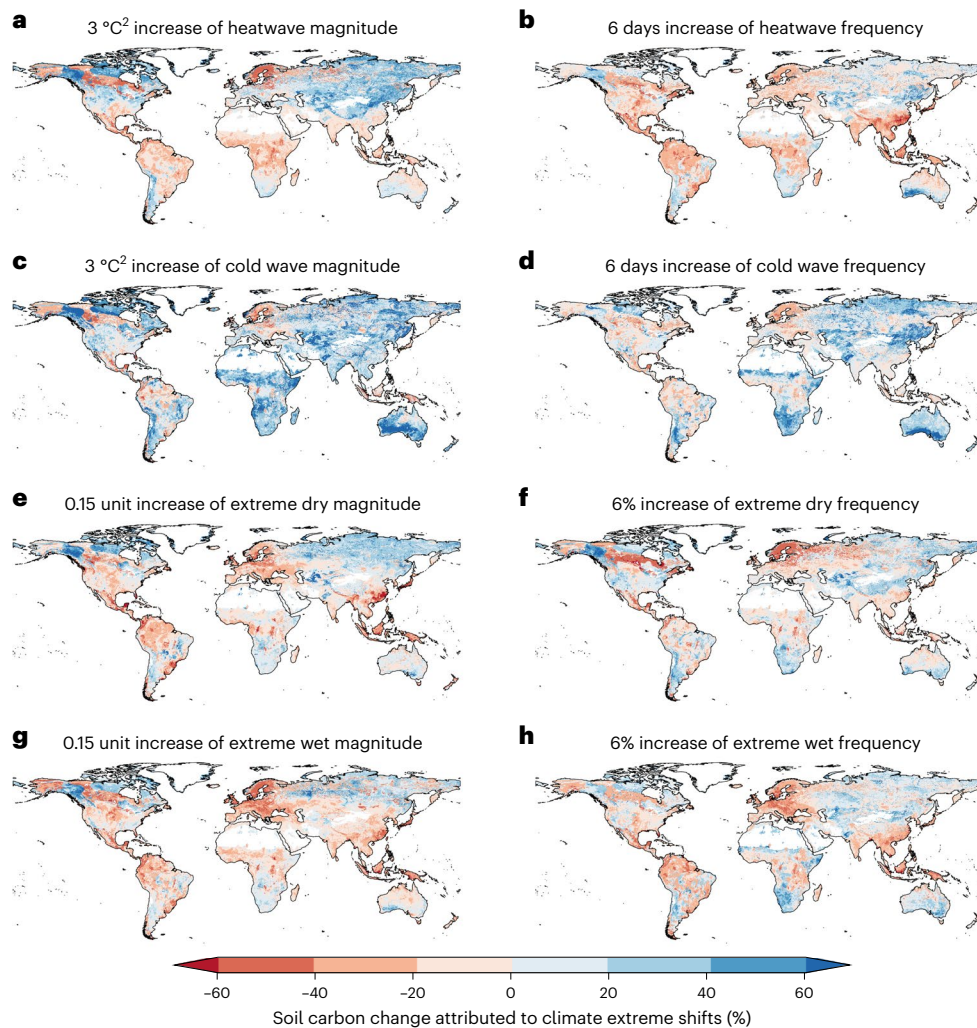 a
3 °C² increase of heatwave magnitude
b
6 days increase of heatwave frequency
c
3 °C² increase of cold wave magnitude
d
6 days increase of cold wave frequency
e
0.15 unit increase of extreme dry magnitude
f
6% increase of extreme dry frequency
g
0.15 unit increase of extreme wet magnitude
h
6% increase of extreme wet frequency
–60 –40 –20 0 20 40 60
Soil carbon change attributed to climate extreme shifts (%)